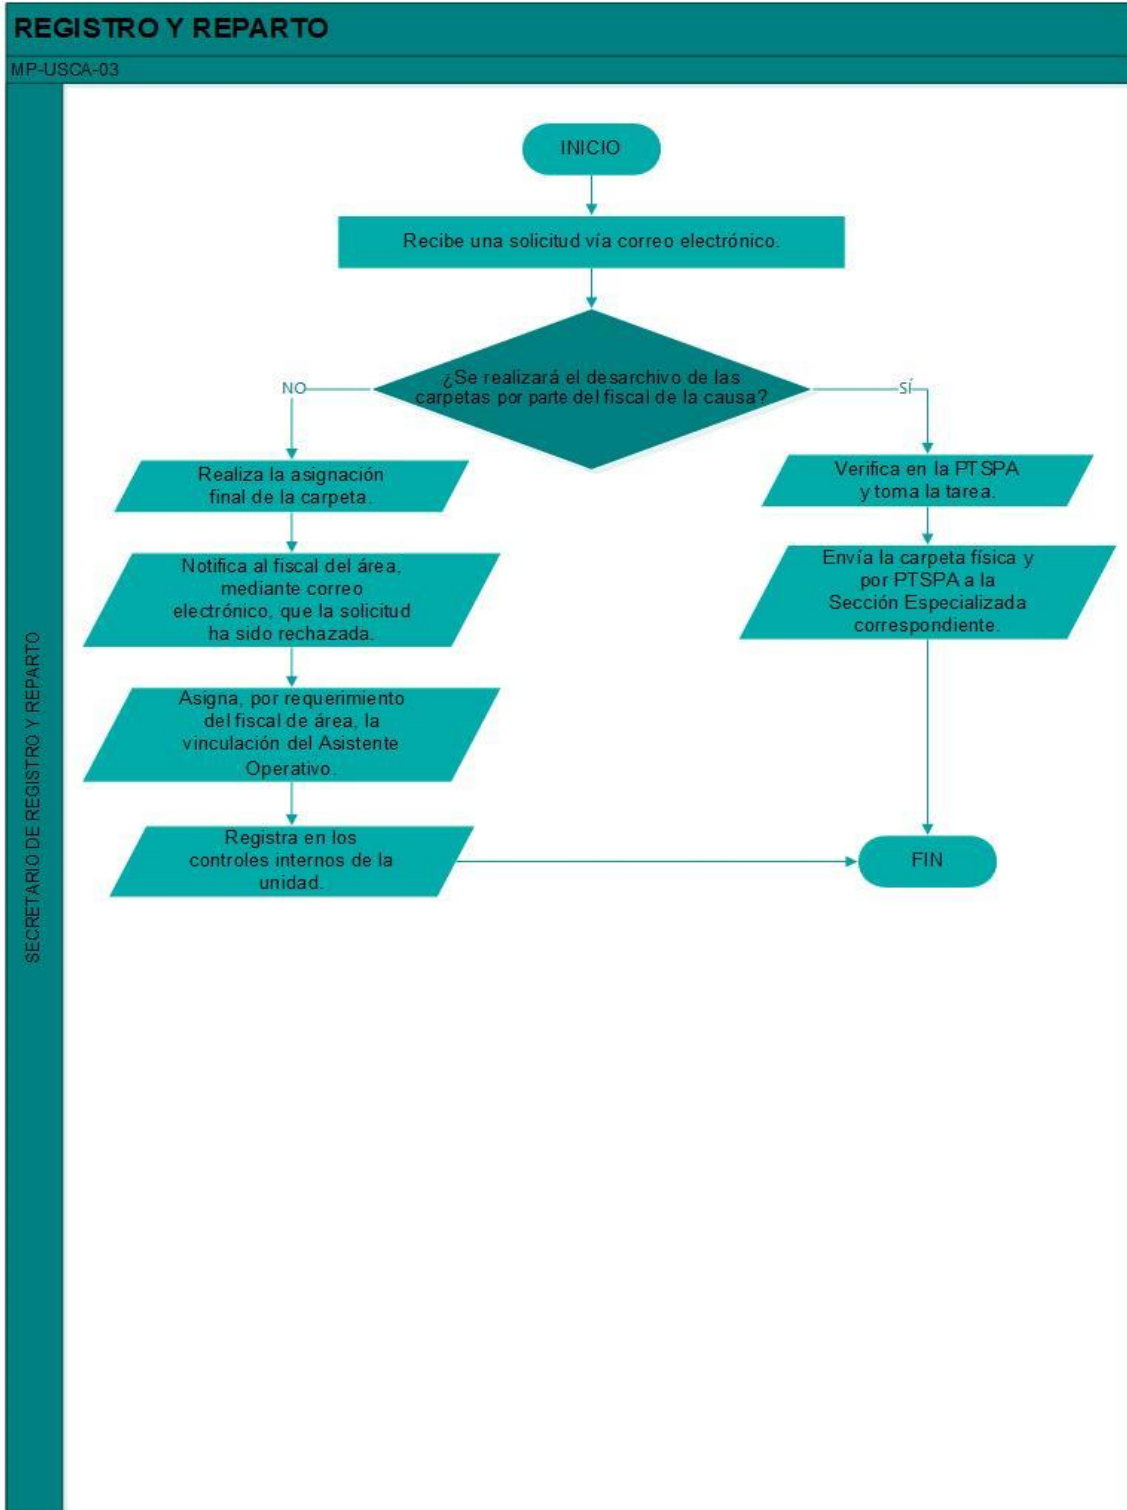 REGISTRO Y REPARTO
MP-USCA-03
SECRETARIO DE REGISTRO Y REPARTO
INICIO
Recibe una solicitud vía correo electrónico.
¿Se realizará el desarchivo de las
carpetas por parte del fiscal de la causa?
NO
SÍ
Realiza la asignación
final de la carpeta.
Notifica al fiscal del área,
mediante correo
electrónico, que la solicitud
ha sido rechazada.
Asigna, por requerimiento
del fiscal de área, la
vinculación del Asistente
Operativo.
Registra en los
controles internos de la
unidad.
Verifica en la PTSPA
y toma la tarea.
Envía la carpeta física y
por PTSPA a la
Sección Especializada
correspondiente.
FIN